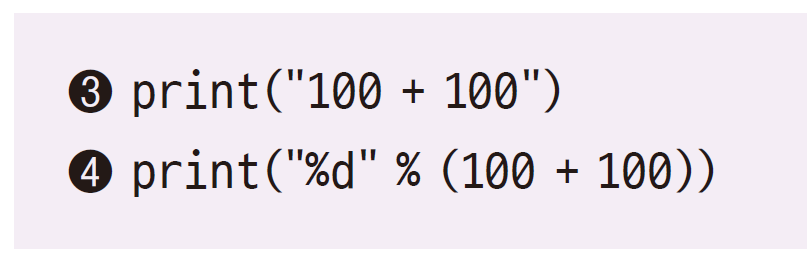 ❸ print("100 + 100")
❹ print("%d" % (100 + 100))